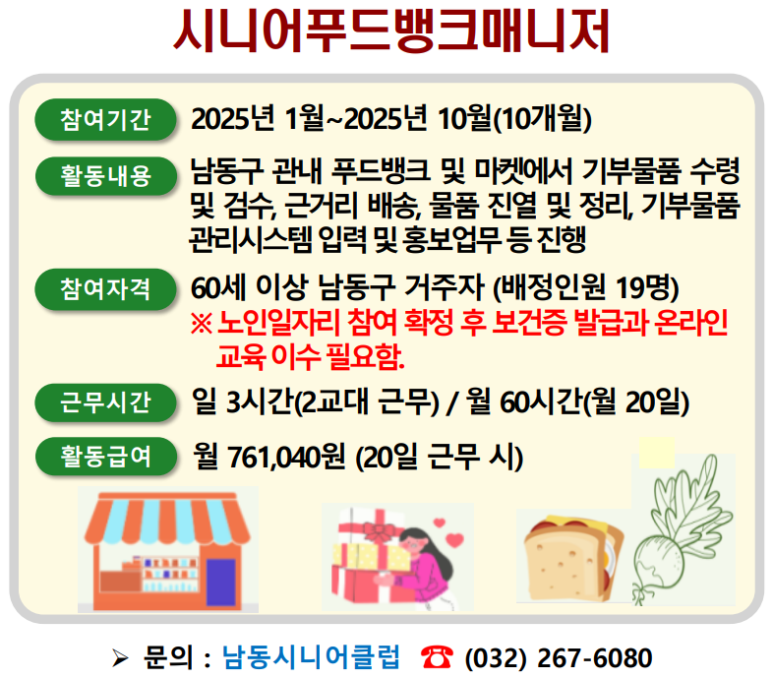 시니어푸드뱅크매니저
참여기간 2025년 1월~2025년 10월(10개월)
활동내용 남동구 관내 푸드뱅크 및 마켓에서 기부물품 수령
및 검수, 근거리 배송, 물품 진열 및 정리, 기부물품
관리시스템 입력 및 홍보업무 등 진행
참여자격 60세 이상 남동구 거주자 (배정인원 19명)
※ 노인일자리 참여 확정 후 보건증 발급과 온라인
교육 이수 필요함.
근무시간 일 3시간(2교대 근무) / 월 60시간(월 20일)
활동급여 월 761,040원 (20일 근무 시)
➢ 문의 : 남동시니어클럽 ☎ (032) 267-6080